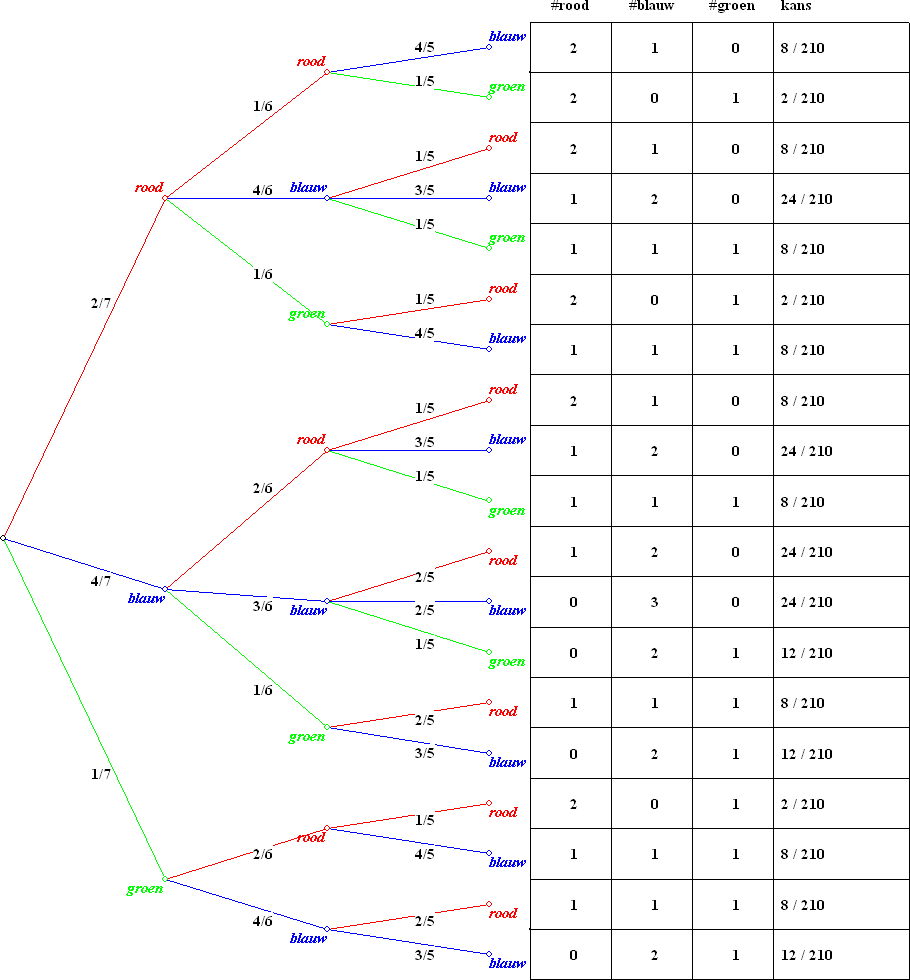 #rood #blauw #groen kans
blauw
4/5
2 1 0 8 / 210
rood
1/5
groen
2 0 1 2 / 210
1/6
rood
1/5
2 1 0 8 / 210
rood
4/6
blauw
3/5
blauw
1 2 0 24 / 210
1/5
groen
1 1 1 8 / 210
1/6
rood
1/5
2 0 1 2 / 210
2/7
groen
4/5
blauw
1 1 1 8 / 210
rood
1/5
2 1 0 8 / 210
rood
3/5
blauw
1 2 0 24 / 210
2/6
1/5
groen
1 1 1 8 / 210
2/5
rood
1 2 0 24 / 210
4/7
blauw
3/6
blauw
2/5
blauw
0 3 0 24 / 210
1/5
groen
0 2 1 12 / 210
1/6
2/5
rood
1 1 1 8 / 210
groen
3/5
blauw
0 2 1 12 / 210
1/7
1/5
rood
2 0 1 2 / 210
2/6
rood
4/5
blauw
1 1 1 8 / 210
groen
4/6
2/5
rood
1 1 1 8 / 210
blauw
3/5
blauw
0 2 1 12 / 210